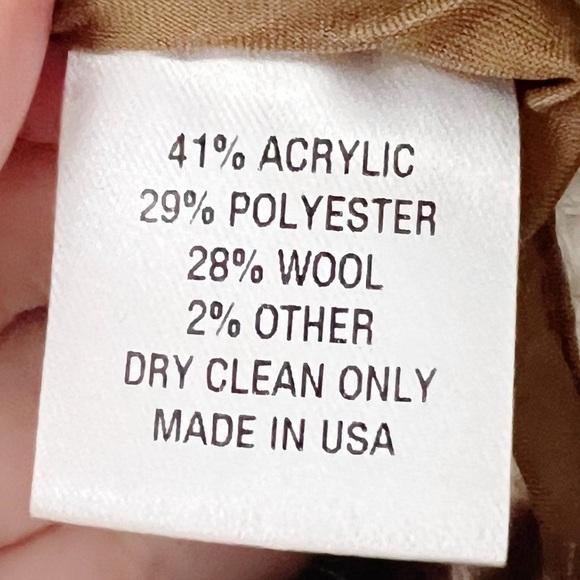 41% ACRYLIC
29% POLYESTER
28% WOOL
2% OTHER
DRY CLEAN ONLY
MADE IN USA